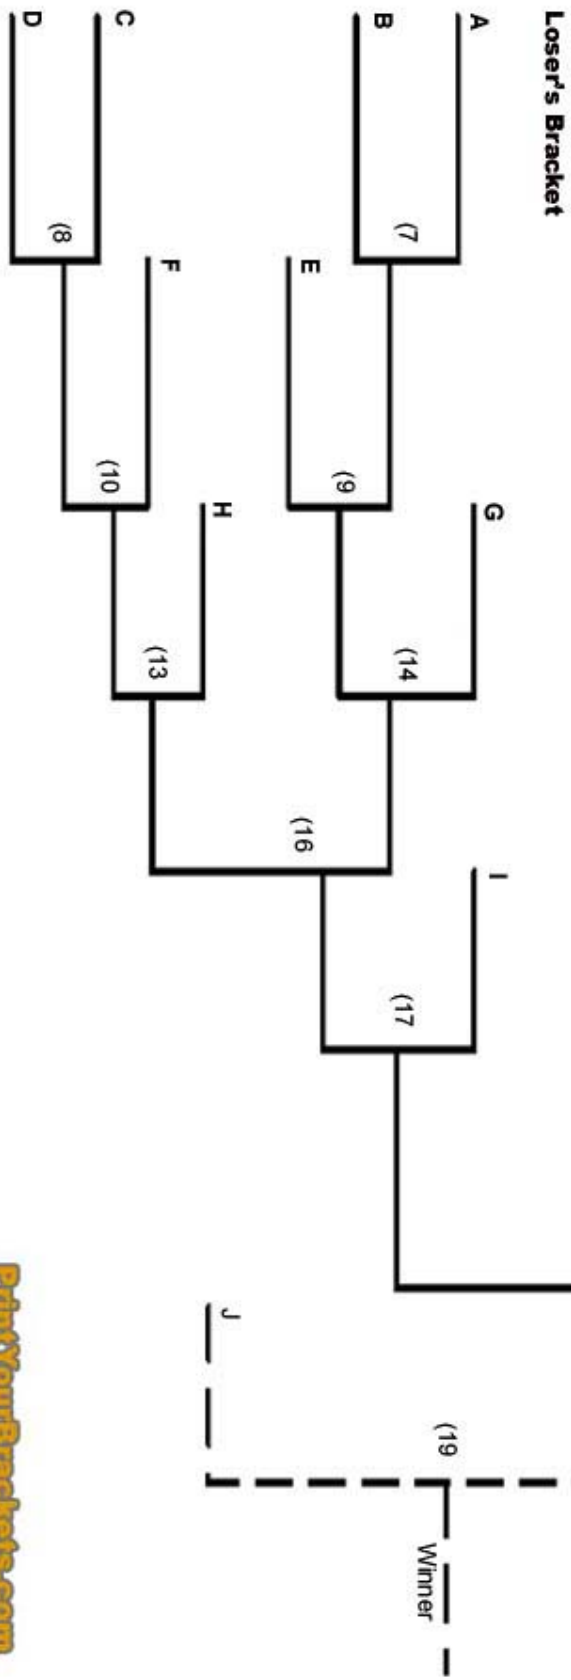 Loser's Bracket
A
(7
B
G
(14
I
(17
(9
E
(16
(19
Winner
H
J
F
(13
C
(10
(8
D
PrintYourBrackets.com